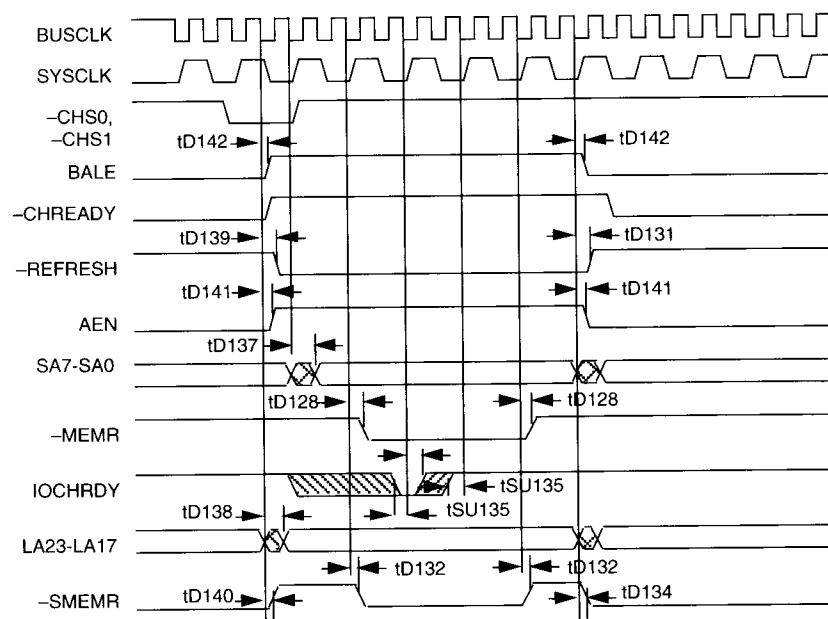 BUSCLK
SYSCLK
–CHS0,
–CHS1
tD142
tD142
BALE
–CHREADY
tD139
tD131
–REFRESH
tD141
tD141
AEN
tD137
SA7-SA0
tD128
tD128
–MEMR
IOCHRDY
tSU135
tSU135
tD138
LA23-LA17
tD132
tD132
tD140
tD134
–SMEMR